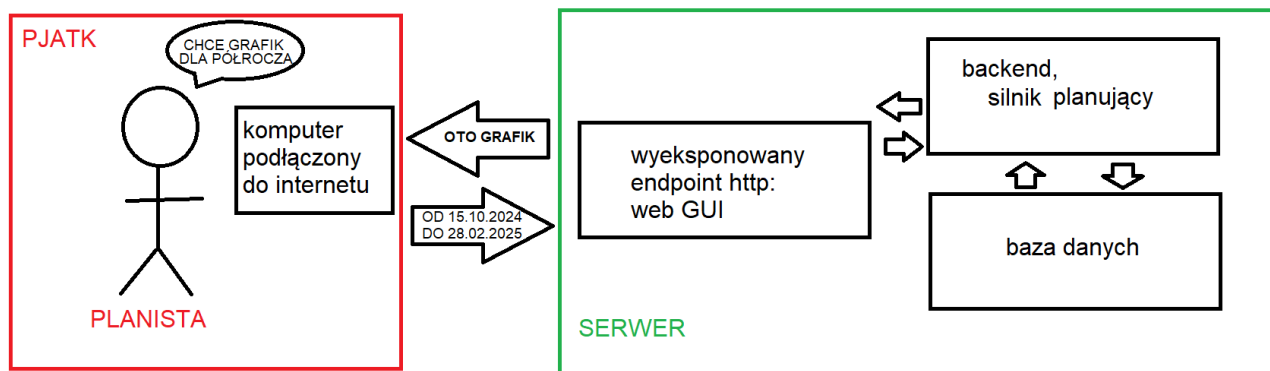 PJATK
CHCĘ GRAFIK
DLA PÓŁROCZA
komputer
podłączony
do internetu
PLANISTA
OTO GRAFIK
OD 15.10.2024
DO 28.02.2025
wyeksponowany
endpoint http:
web GUI
SERWER
backend,
silnik planujący
baza danych